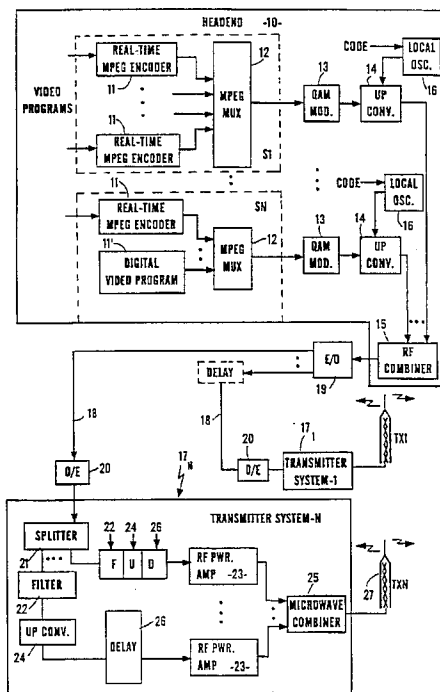 HEADEND -10-
REAL-TIME MPEG ENCODER
11
12
MPEG MUX
VIDEO PROGRAMS
11
REAL-TIME MPEG ENCODER
S1
13
QAM MOD.
14
UP CONV.
CODE
LOCAL OSC.
16
11
SN
REAL-TIME MPEG ENCODER
11'
DIGITAL VIDEO PROGRAM
12
MPEG MUX
13
QAM MOD.
14
UP CONV.
CODE
LOCAL OSC.
16
15
RF COMBINER
E/O
19
DELAY
18
18
O/E
20
20
O/E
17 1
TRANSMITTER SYSTEM-1
TX1
17 N
TRANSMITTER SYSTEM-N
SPLITTER
21
22 24 26
F U D
RF PWR. AMP -23-
25
MICROWAVE COMBINER
27
TXN
FILTER
22
UP CONV.
24
DELAY
26
RF PWR. AMP -23-